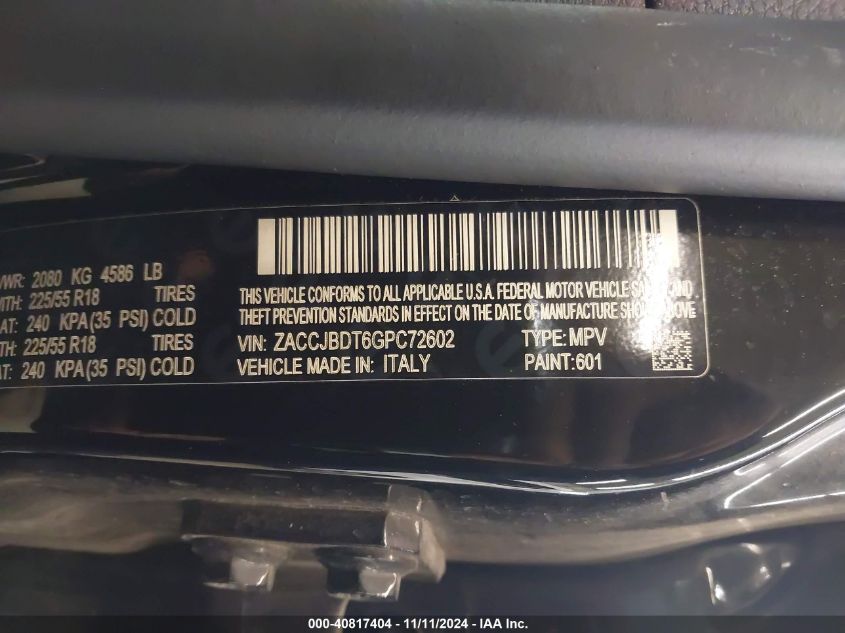 WR: 2080 KG 4586 LB
ITH: 225/55 R18 TIRES
AT: 240 KPA(35 PSI) COLD
TH: 225/55 R18 TIRES
AT: 240 KPA(35 PSI) COLD
THIS VEHICLE CONFORMS TO ALL APPLICABLE U.S.A. FEDERAL MOTOR VEHICLE AND
THEFT PREVENTION STANDARDS IN EFFECT ON THE DATE OF MANUFACTURE SHOWN
VIN: ZACCJBDT6GPC72602 TYPE: MPV
VEHICLE MADE IN: ITALY PAINT:601
000-40817404 - 11/11/2024 - IAA Inc.